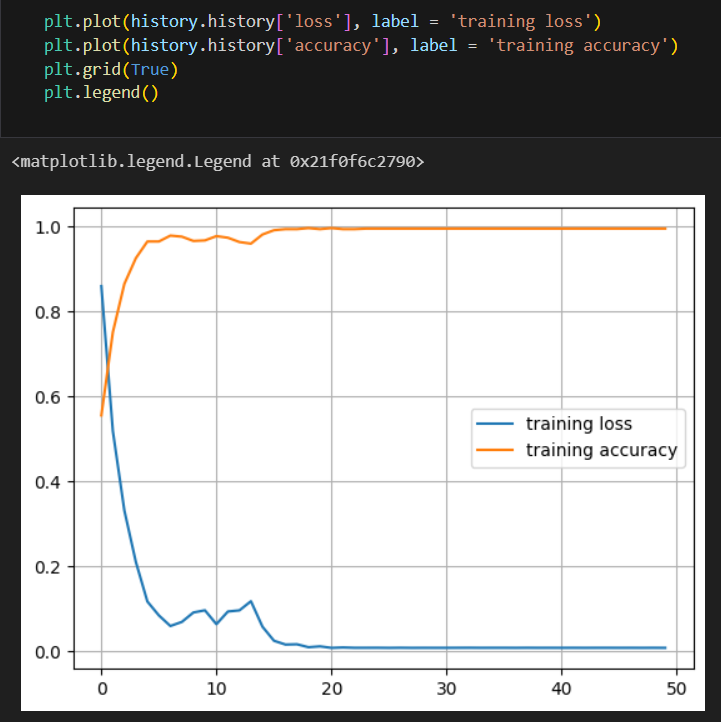 plt.plot(history.history['loss'], label = 'training loss')
plt.plot(history.history['accuracy'], label = 'training accuracy')
plt.grid(True)
plt.legend()
<matplotlib.legend.Legend at 0x21f0f6c2790>
1.0
0.8
0.6
0.4
0.2
0.0
training loss
training accuracy
0 10 20 30 40 50